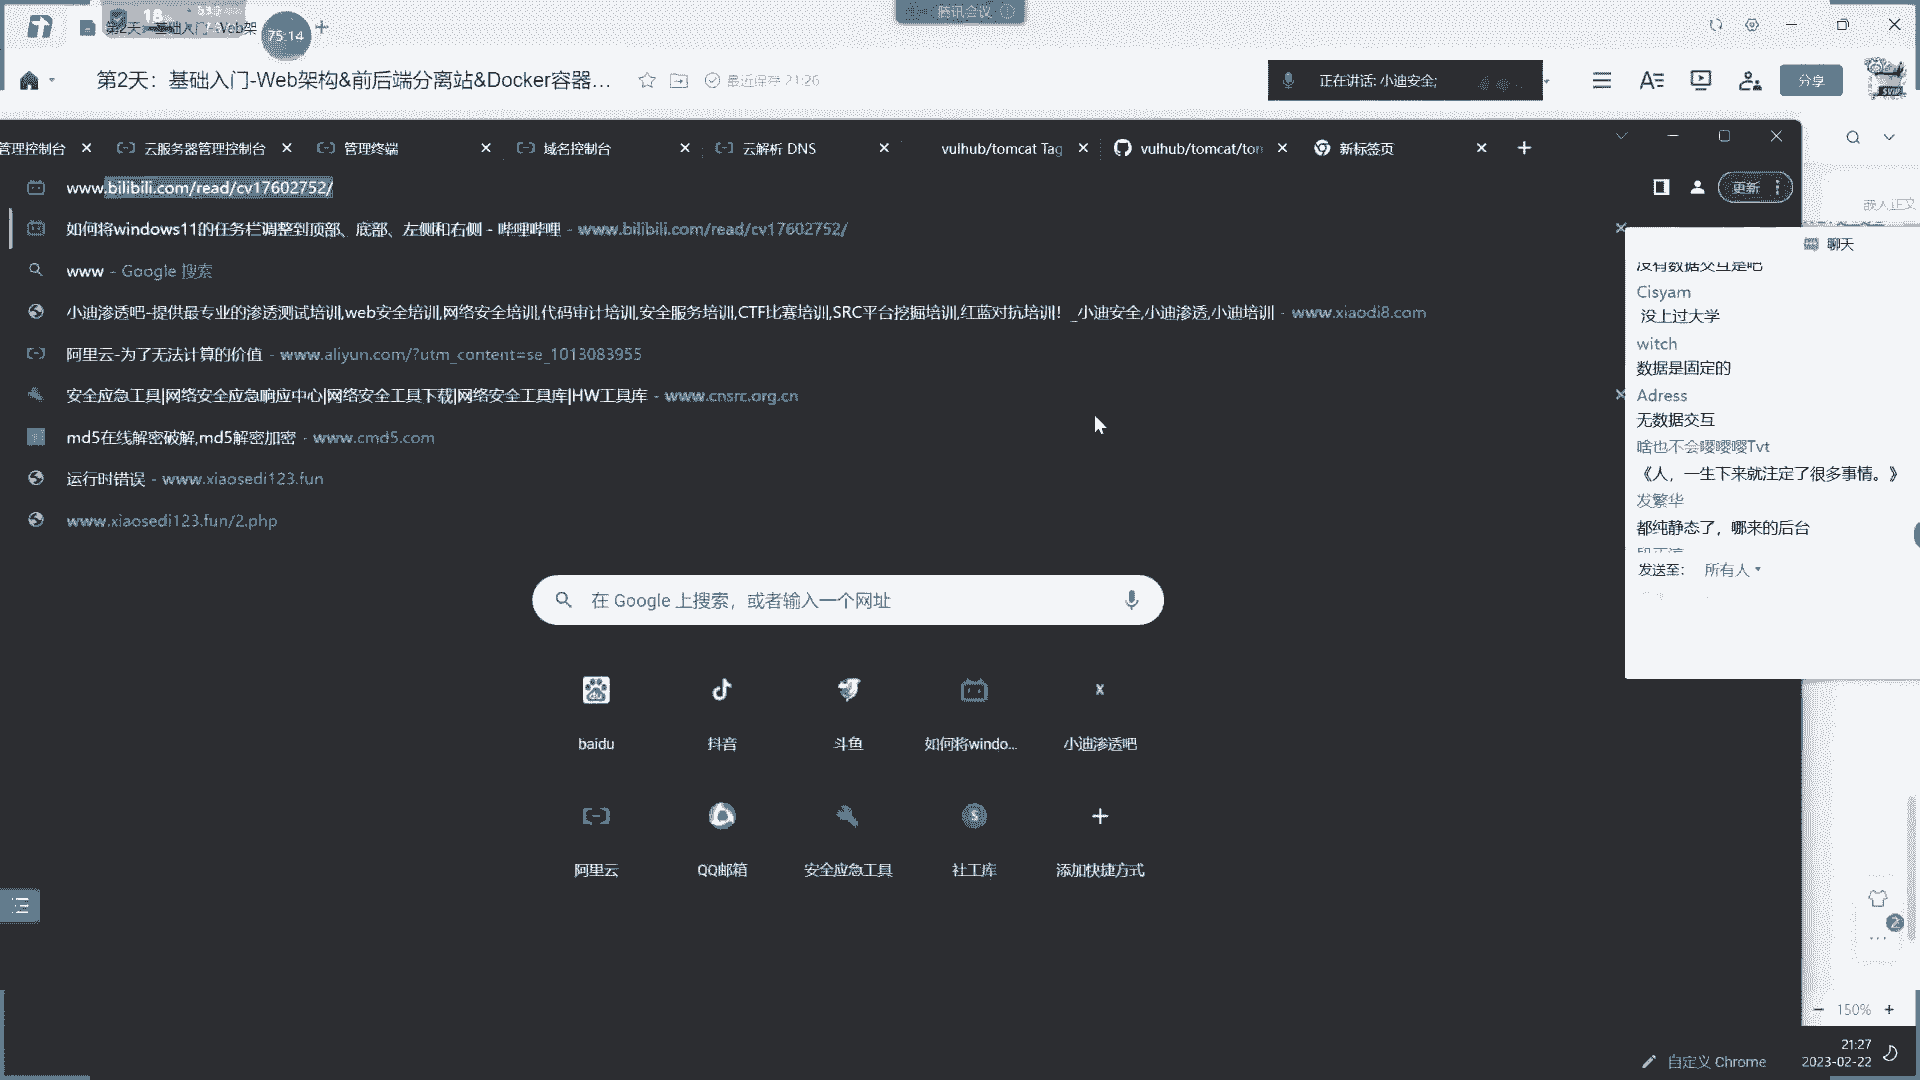 第2天：基础入门-Web架
75:14
腾讯会议
第2天：基础入门-Web架构&前后端分离站&Docker容器...
最近保存 21:26
正在讲话: 小迪安全;
分享
管理控制台
云服务器管理控制台
管理终端
域名控制台
云解析 DNS
vulhub/tomcat Tag
vulhub/tomcat/ton
新标签页
www.bilibili.com/read/cv17602752/
更新
嵌入正文
如何将windows11的任务栏调整到顶部、底部、左侧和右侧 - 哔哩哔哩 - www.bilibili.com/read/cv17602752/
www - Google 搜索
小迪渗透吧-提供最专业的渗透测试培训,web安全培训,网络安全培训,代码审计培训,安全服务培训,CTF比赛培训,SRC平台挖掘培训,红蓝对抗培训！_小迪安全,小迪渗透,小迪培训 - www.xiaodi8.com
阿里云-为了无法计算的价值 - www.aliyun.com/?utm_content=se_1013083955
安全应急工具|网络安全应急响应中心|网络安全工具下载|网络安全工具库|HW工具库 - www.cnsrc.org.cn
md5在线解密破解,md5解密加密 - www.cmd5.com
运行时错误 - www.xiaosedi123.fun
www.xiaosedi123.fun/2.php
聊天
没有数据交互是吧
Cisyam
没上过大学
witch
数据是固定的
Adress
无数据交互
啥也不会嘤嘤嘤Tvt
《人，一生下来就注定了很多事情。》
发繁华
都纯静态了，哪来的后台
发送至： 所有人
在 Google 上搜索，或者输入一个网址
baidu
抖音
斗鱼
如何将windo...
小迪渗透吧
阿里云
QQ邮箱
安全应急工具
社工库
添加快捷方式
2
150%
自定义 Chrome
21:27
2023-02-22